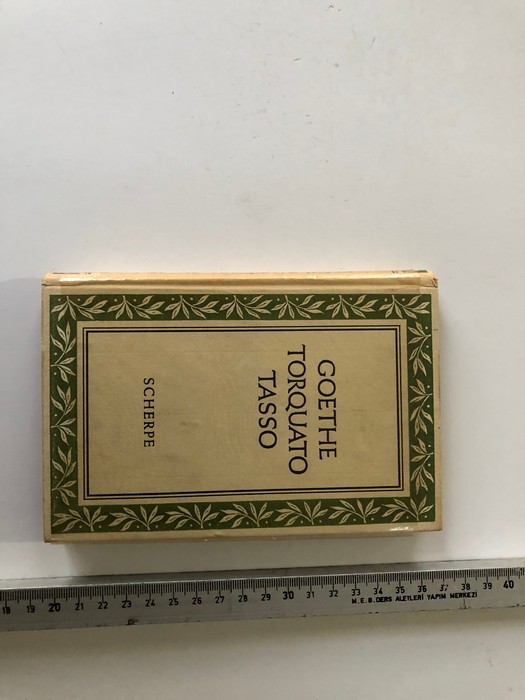 GOETHE
TORQUATO
TASSO
SCHERPE
18 19 20 21 22 23 24 25 26 27 28 29 30 31 32 33 34 35 36 37 38 39 40
M.E.B. DERS ALETLERİ YAPIM MERKEZİ